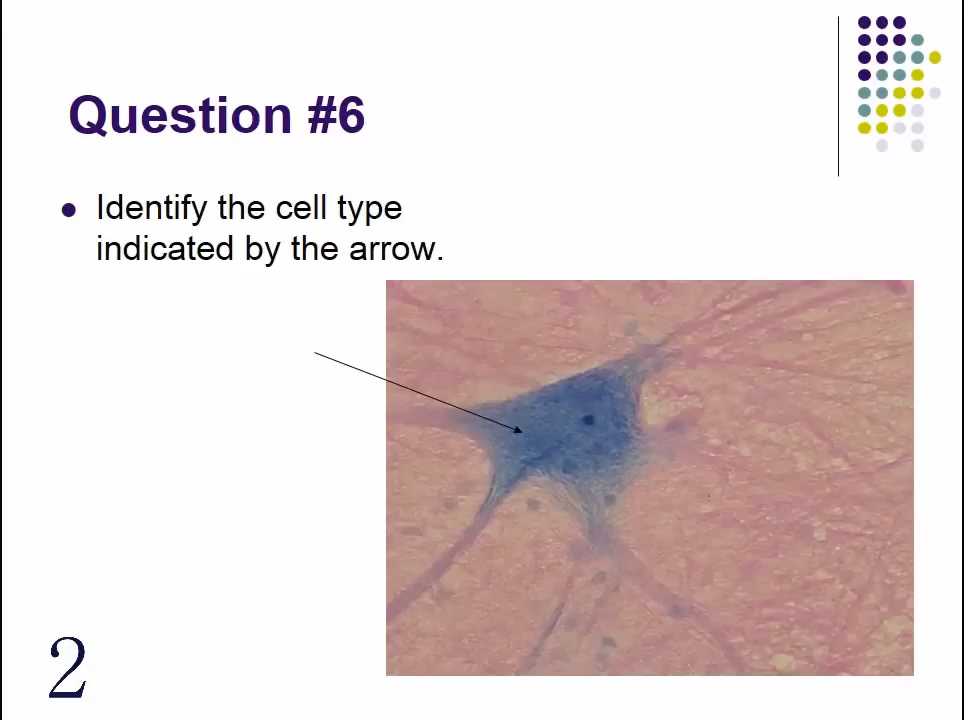 Question #6
Identify the cell type
indicated by the arrow.
2